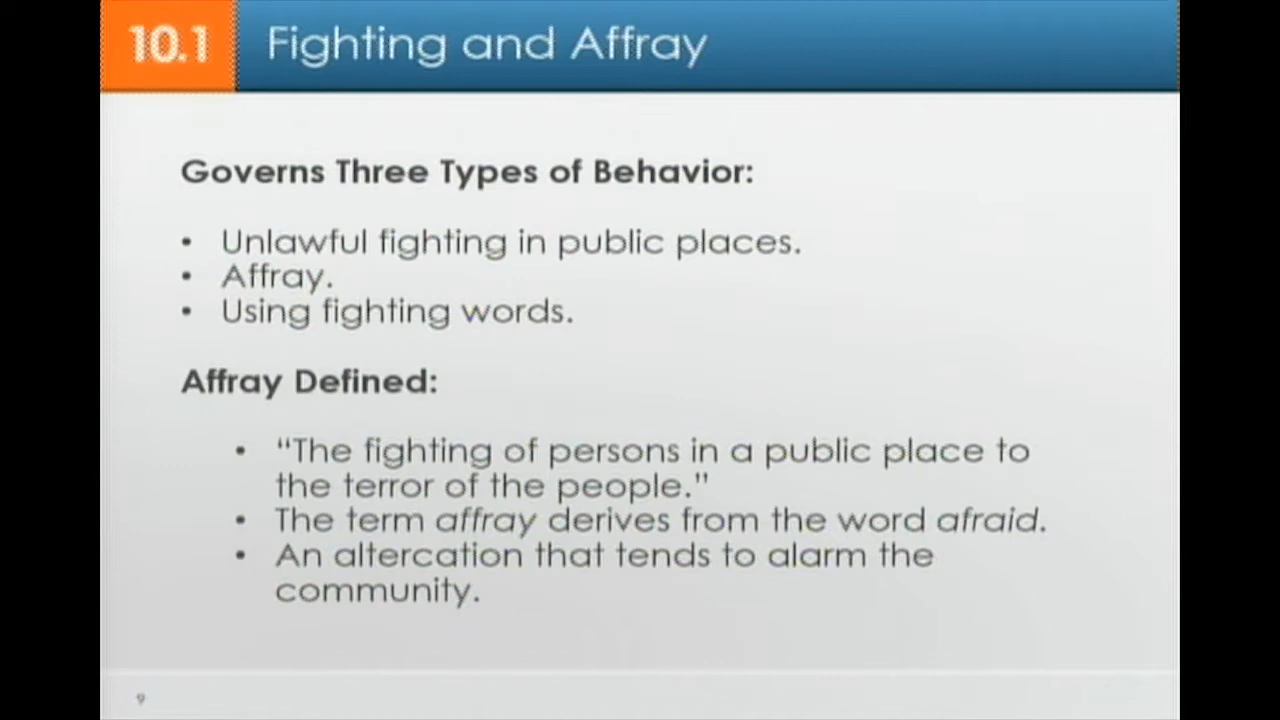 10.1 Fighting and Affray
Governs Three Types of Behavior:
• Unlawful fighting in public places.
• Affray.
• Using fighting words.
Affray Defined:
• “The fighting of persons in a public place to
the terror of the people.”
• The term affray derives from the word afraid.
• An altercation that tends to alarm the
community.
9